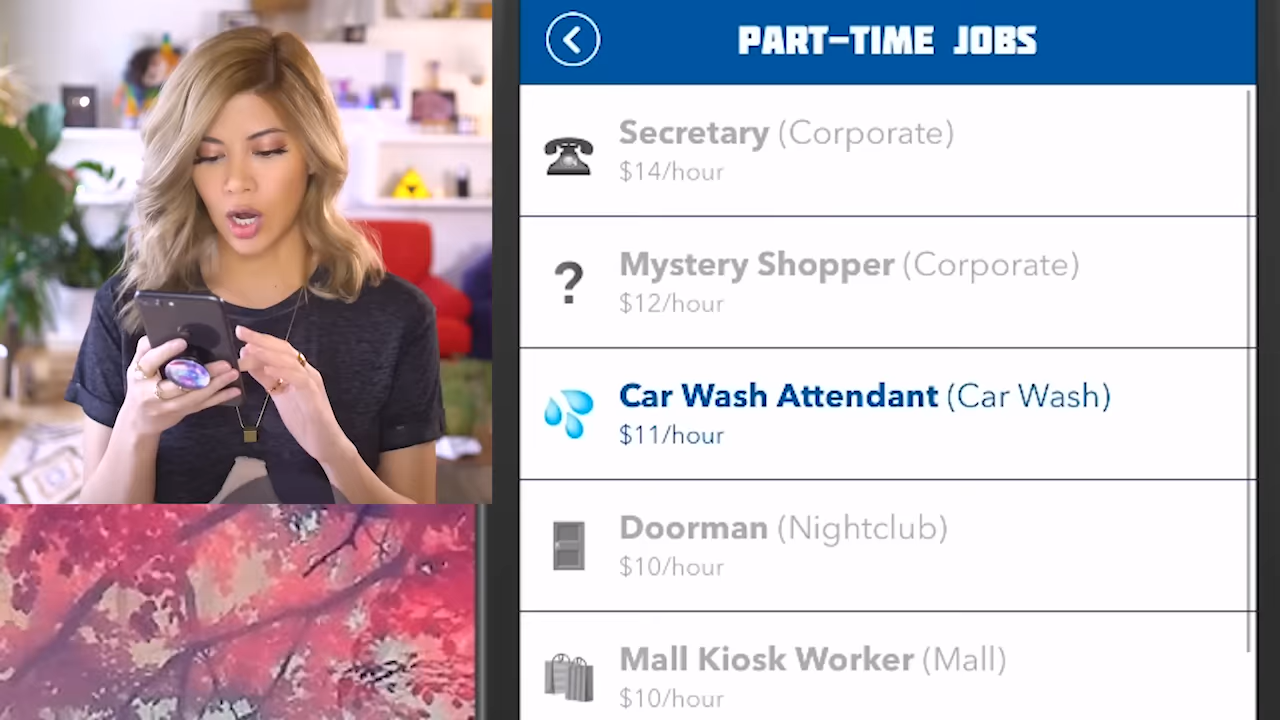 PART-TIME JOBS
Secretary (Corporate)
$14/hour
Mystery Shopper (Corporate)
$12/hour
Car Wash Attendant (Car Wash)
$11/hour
Doorman (Nightclub)
$10/hour
Mall Kiosk Worker (Mall)
$10/hour